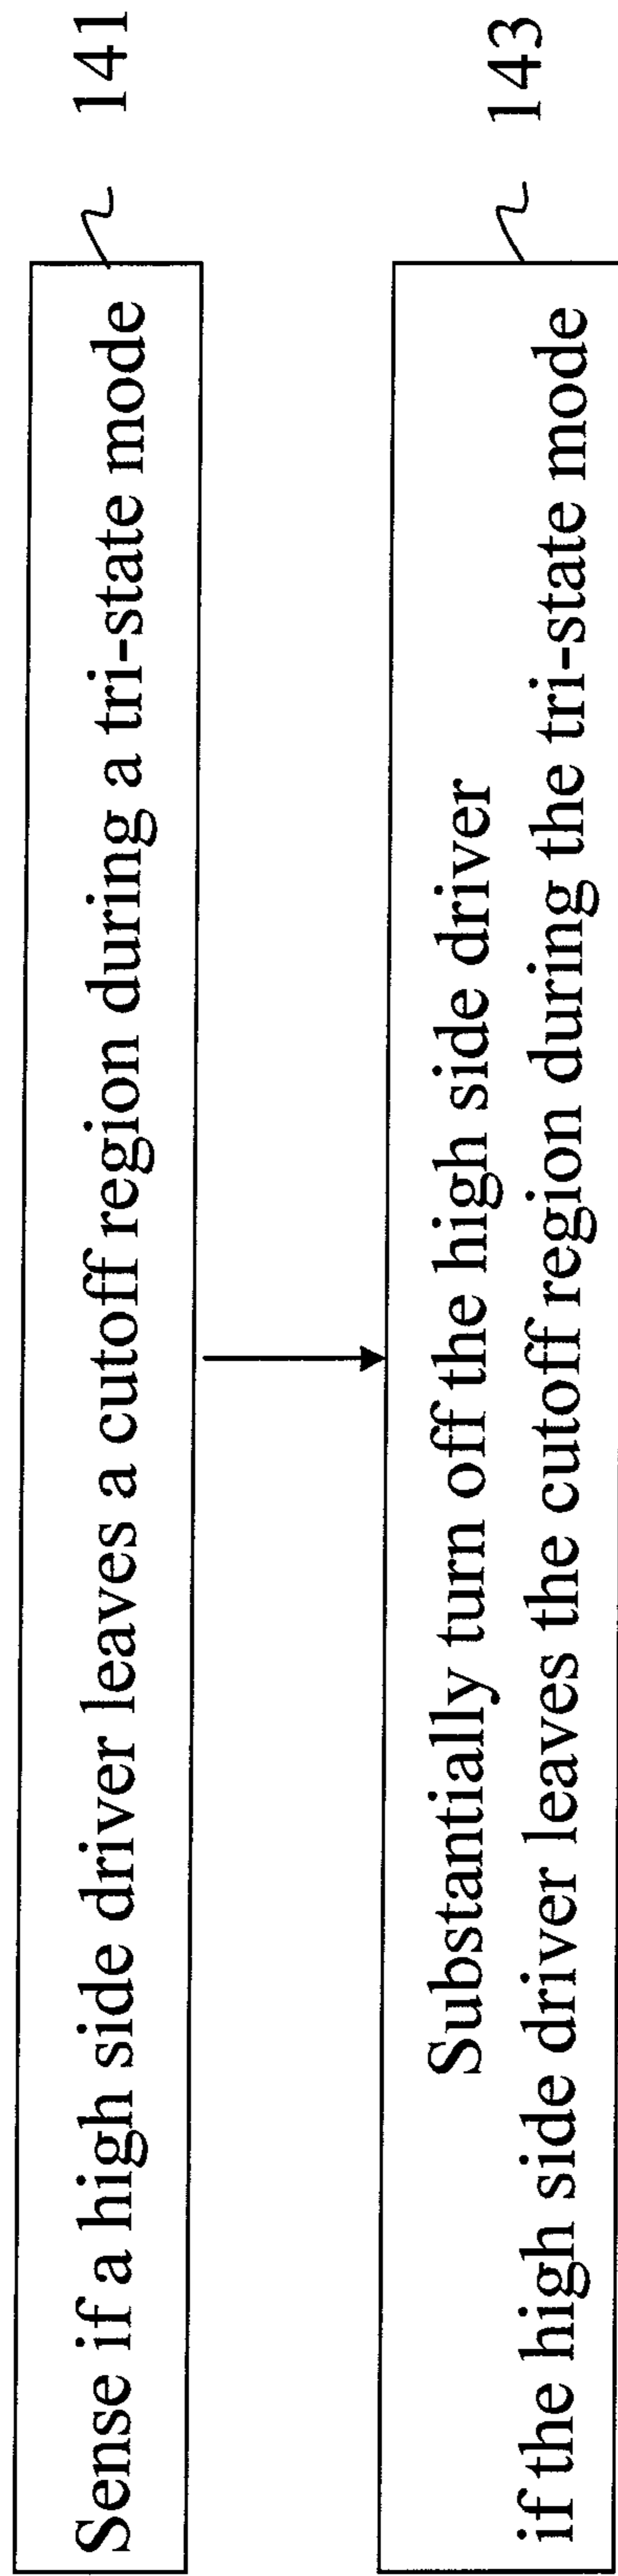 Sense if a high side driver leaves a cutoff region during a tri-state mode
141
Substantially turn off the high side driver
if the high side driver leaves the cutoff region during the tri-state mode
143